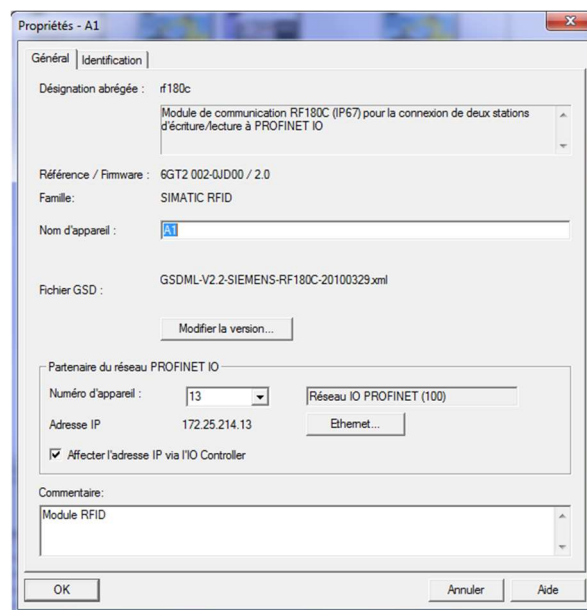 Propriétés - A1
Général
Identification
Désignation abrégée :
rf180c
Module de communication RF180C (IP67) pour la connexion de deux stations
d'écriture/lecture à PROFINET IO
Référence / Firmware :
6GT2 002-0JD00 / 2.0
Famille:
SIMATIC RFID
Nom d'appareil :
A1
Fichier GSD :
GSDML-V2.2-SIEMENS-RF180C-20100329.xml
Modifier la version...
Partenaire du réseau PROFINET IO
Numéro d'appareil :
13
Réseau IO PROFINET (100)
Adresse IP
172.25.214.13
Ethernet...
Affecter l'adresse IP via l'IO Controller
Commentaire:
Module RFID
OK
Annuler
Aide